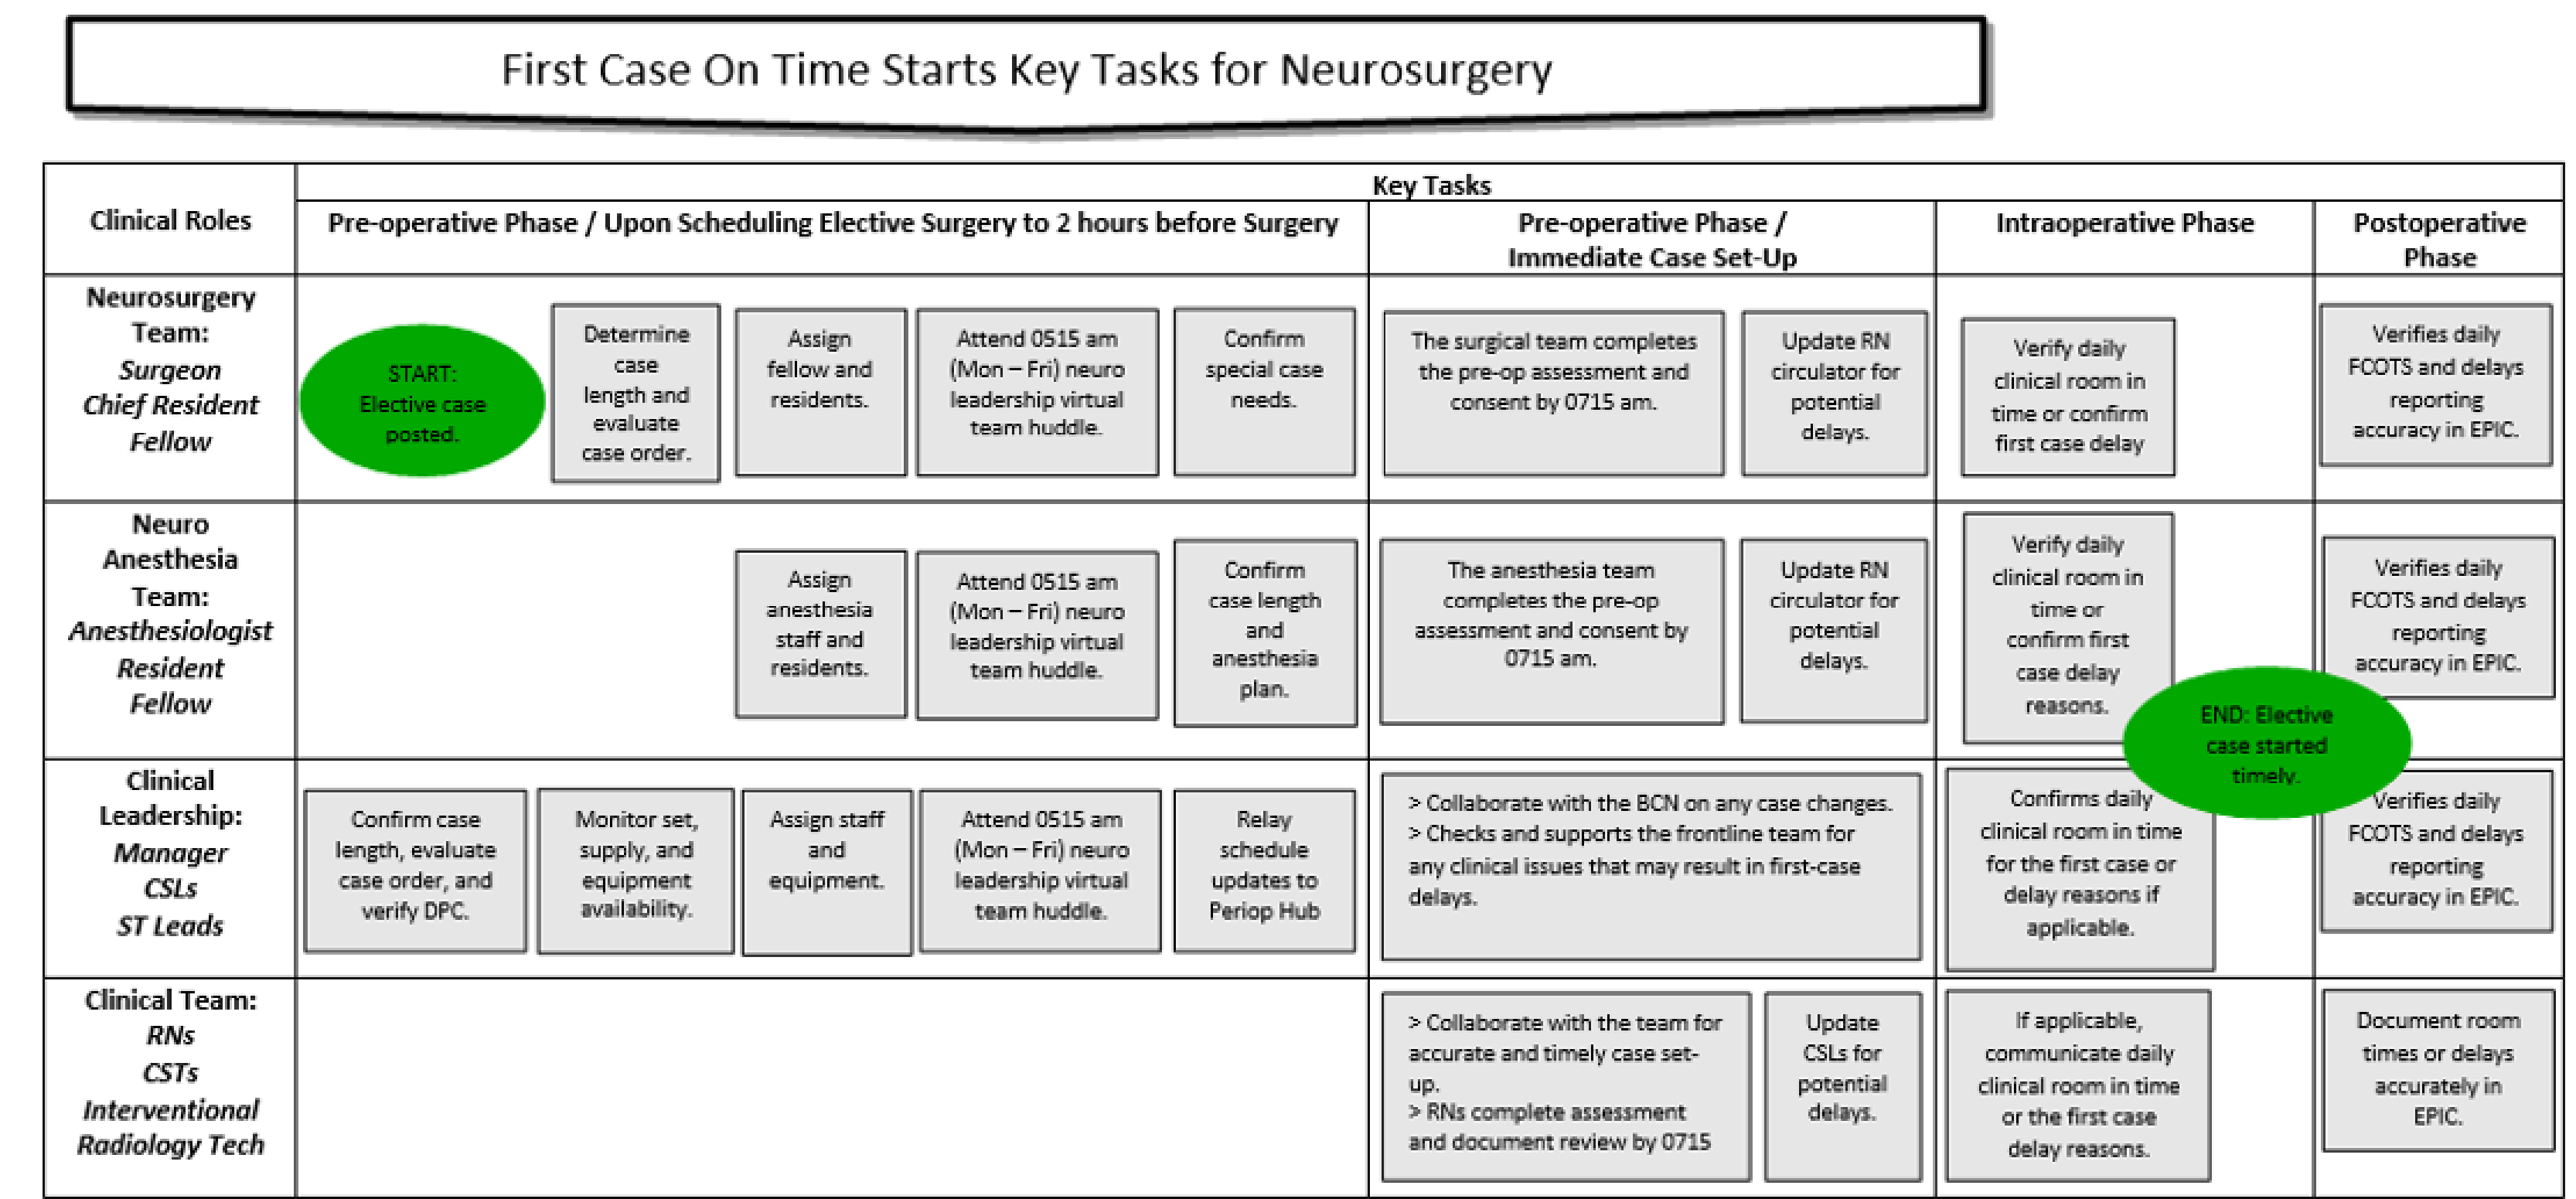 First Case On Time Starts Key Tasks for Neurosurgery
Clinical Roles
Key Tasks
Pre-operative Phase / Upon Scheduling Elective Surgery to 2 hours before Surgery
Pre-operative Phase /
Immediate Case Set-Up
Intraoperative Phase
Postoperative
Phase
Neurosurgery
Team:
Surgeon
Chief Resident
Fellow
START:
Elective case
posted.
Determine
case
length and
evaluate
case order.
Assign
fellow and
residents.
Attend 0515 am
(Mon – Fri) neuro
leadership virtual
team huddle.
Confirm
special case
needs.
The surgical team completes
the pre-op assessment and
consent by 0715 am.
Update RN
circulator for
potential
delays.
Verify daily
clinical room in
time or confirm
first case delay
Verifies daily
FCOTS and delays
reporting
accuracy in EPIC.
Neuro
Anesthesia
Team:
Anesthesiologist
Resident
Fellow
Assign
anesthesia
staff and
residents.
Attend 0515 am
(Mon – Fri) neuro
leadership virtual
team huddle.
Confirm
case length
and
anesthesia
plan.
The anesthesia team
completes the pre-op
assessment and consent by
0715 am.
Update RN
circulator for
potential
delays.
Verify daily
clinical room in
time or
confirm first
case delay
reasons.
Verifies daily
FCOTS and delays
reporting
accuracy in EPIC.
END: Elective
case started
timely.
Clinical
Leadership:
Manager
CSLs
ST Leads
Confirm case
length, evaluate
case order, and
verify DPC.
Monitor set,
supply, and
equipment
availability.
Assign staff
and
equipment.
Attend 0515 am
(Mon – Fri) neuro
leadership virtual
team huddle.
Relay
schedule
updates to
Periop Hub
> Collaborate with the BCN on any case changes.
> Checks and supports the frontline team for
any clinical issues that may result in first-case
delays.
Confirms daily
clinical room in time
for the first case or
delay reasons if
applicable.
Verifies daily
FCOTS and delays
reporting
accuracy in EPIC.
Clinical Team:
RNs
CSTs
Interventional
Radiology Tech
> Collaborate with the team for
accurate and timely case set-
up.
> RNs complete assessment
and document review by 0715
Update
CSLs for
potential
delays.
If applicable,
communicate daily
clinical room in time
or the first case
delay reasons.
Document room
times or delays
accurately in
EPIC.